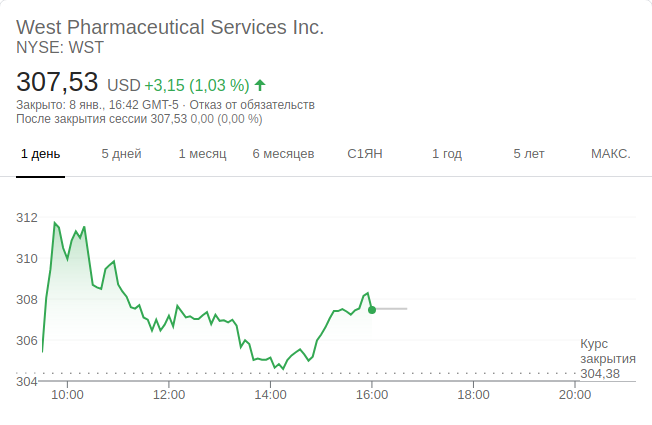 West Pharmaceutical Services Inc.
NYSE: WST
307,53 USD +3,15 (1,03 %)
Закрыто: 8 янв., 16:42 GMT-5 · Отказ от обязательств
После закрытия сессии 307,53 0,00 (0,00 %)
1 день 5 дней 1 месяц 6 месяцев С1ЯН 1 год 5 лет МАКС.
312
310
308
306
Курс
закрытия
304,38
304
10:00 12:00 14:00 16:00 18:00 20:00